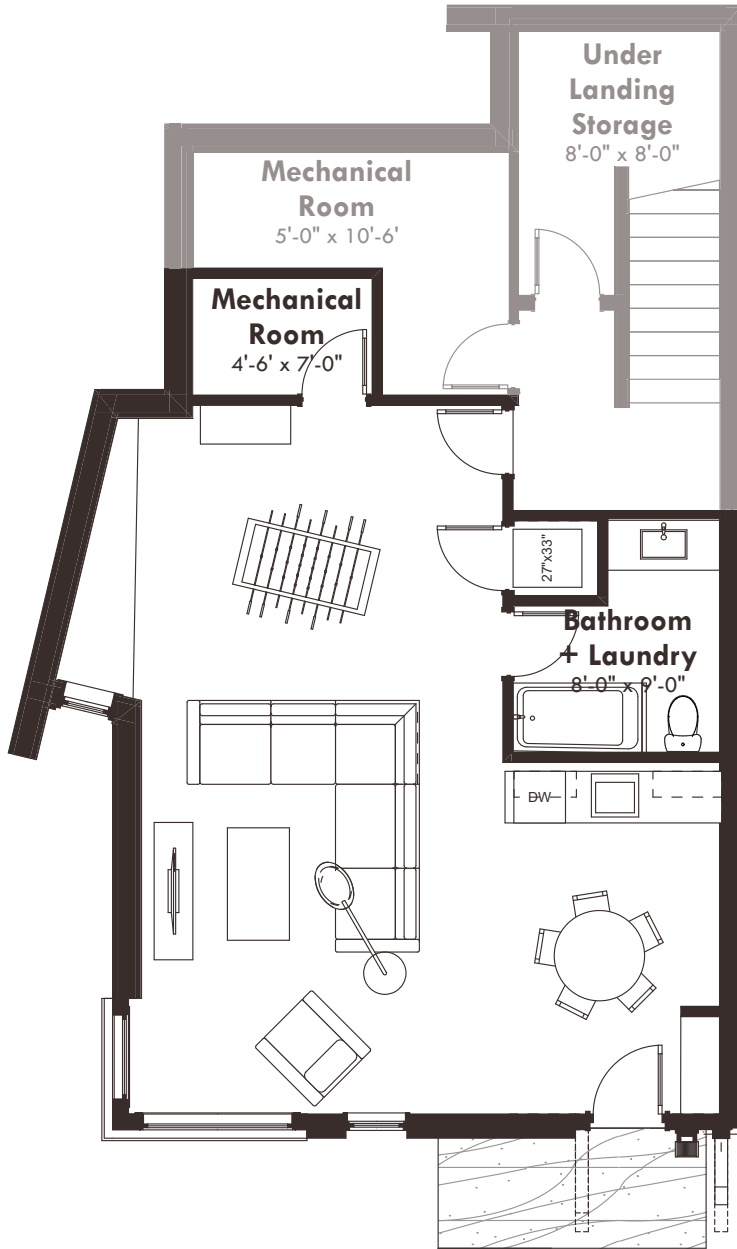 Under
Landing
Storage
8'-0" x 8'-0"
Mechanical
Room
5'-0" x 10'-6'
Mechanical
Room
4'-6' x 7'-0"
27"x33"
Bathroom
+ Laundry
8'-0" x 9'-0"
DW